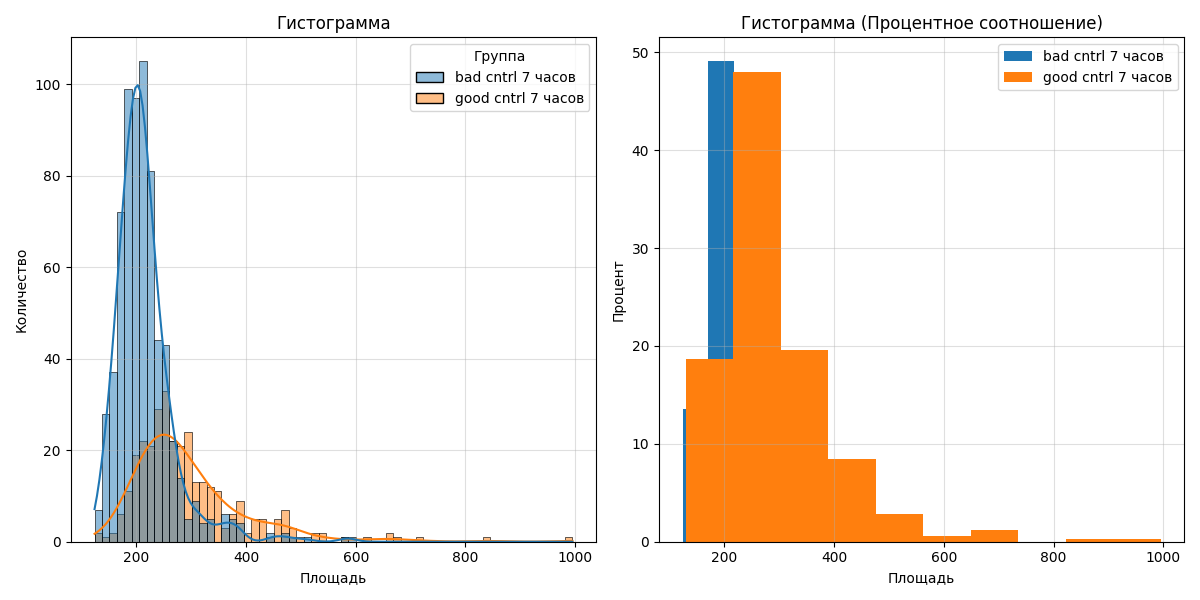 Гистограмма
Группа
bad cntrl 7 часов
good cntrl 7 часов
100
80
60
40
20
0
Количество
200
400
600
800
1000
Площадь
Гистограмма (Процентное соотношение)
bad cntrl 7 часов
good cntrl 7 часов
50
40
30
20
10
0
Процент
200
400
600
800
1000
Площадь